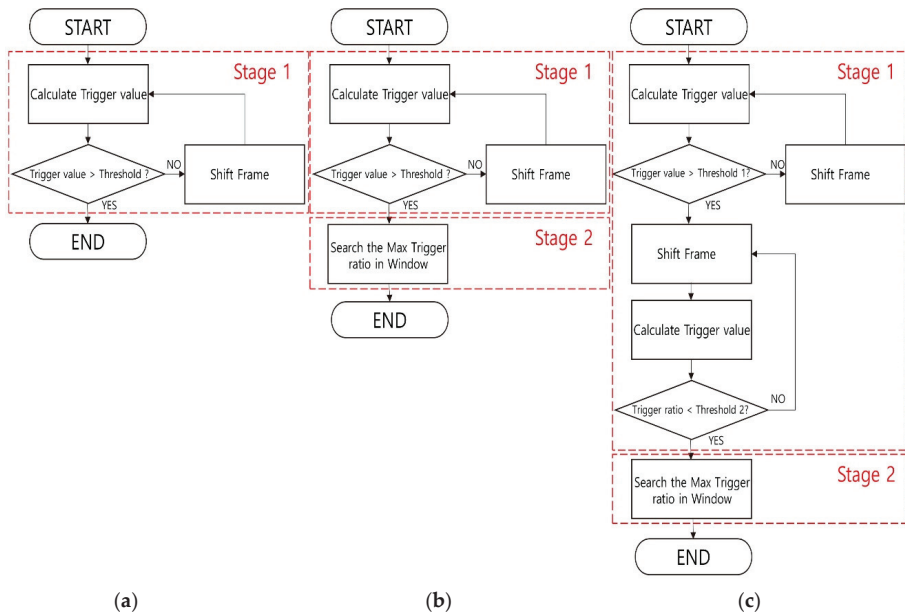 START
Stage 1
Calculate Trigger value
Trigger value > Threshold ?
NO
Shift Frame
YES
END
(a)
START
Stage 1
Calculate Trigger value
Trigger value > Threshold ?
NO
Shift Frame
YES
Stage 2
Search the Max Trigger
ratio in Window
END
(b)
START
Stage 1
Calculate Trigger value
Trigger value > Threshold 1?
NO
Shift Frame
YES
Shift Frame
Calculate Trigger value
Trigger ratio < Threshold 2?
NO
YES
Stage 2
Search the Max Trigger
ratio in Window
END
(c)